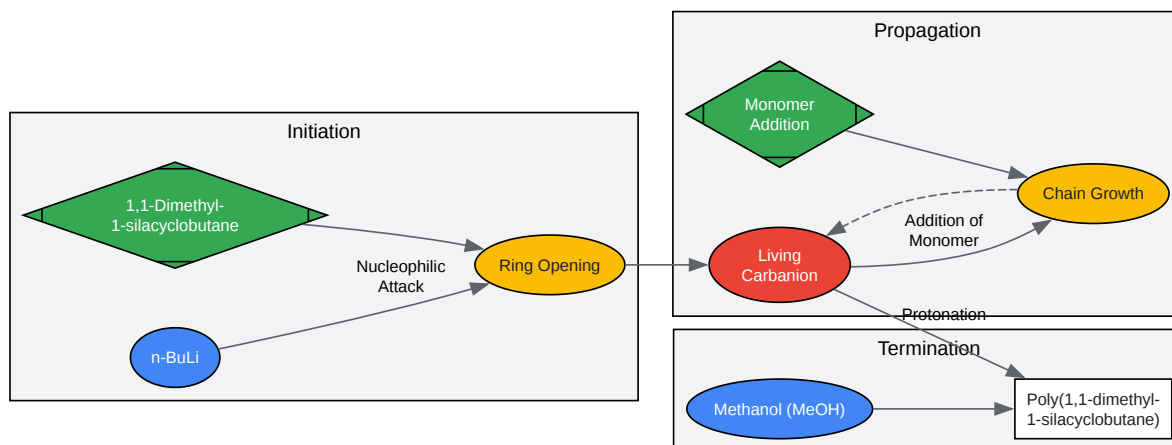 Initiation
1,1-Dimethyl-
1-silacyclobutane
Nucleophilic
Attack
n-BuLi
Ring Opening
Propagation
Monomer
Addition
Chain Growth
Addition of
Monomer
Living
Carbanion
Protonation
Termination
Methanol (MeOH)
Poly(1,1-dimethyl-
1-silacyclobutane)